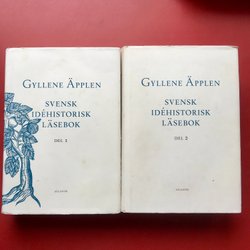 GYLLENE ÄPPLEN
SVENSK
IDÉHISTORISK
LÄSEBOK
DEL 1
ATLANTIS
GYLLENE ÄPPLEN
SVENSK
IDÉHISTORISK
LÄSEBOK
DEL 2
ATLANTIS